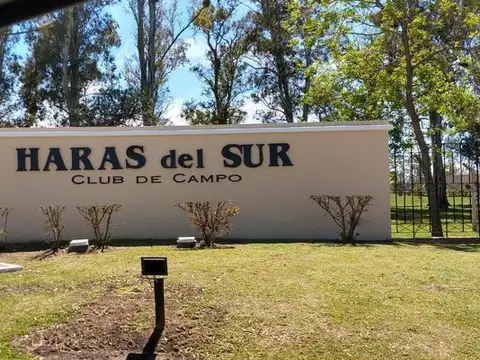 HARAS del SUR
CLUB DE CAMPO